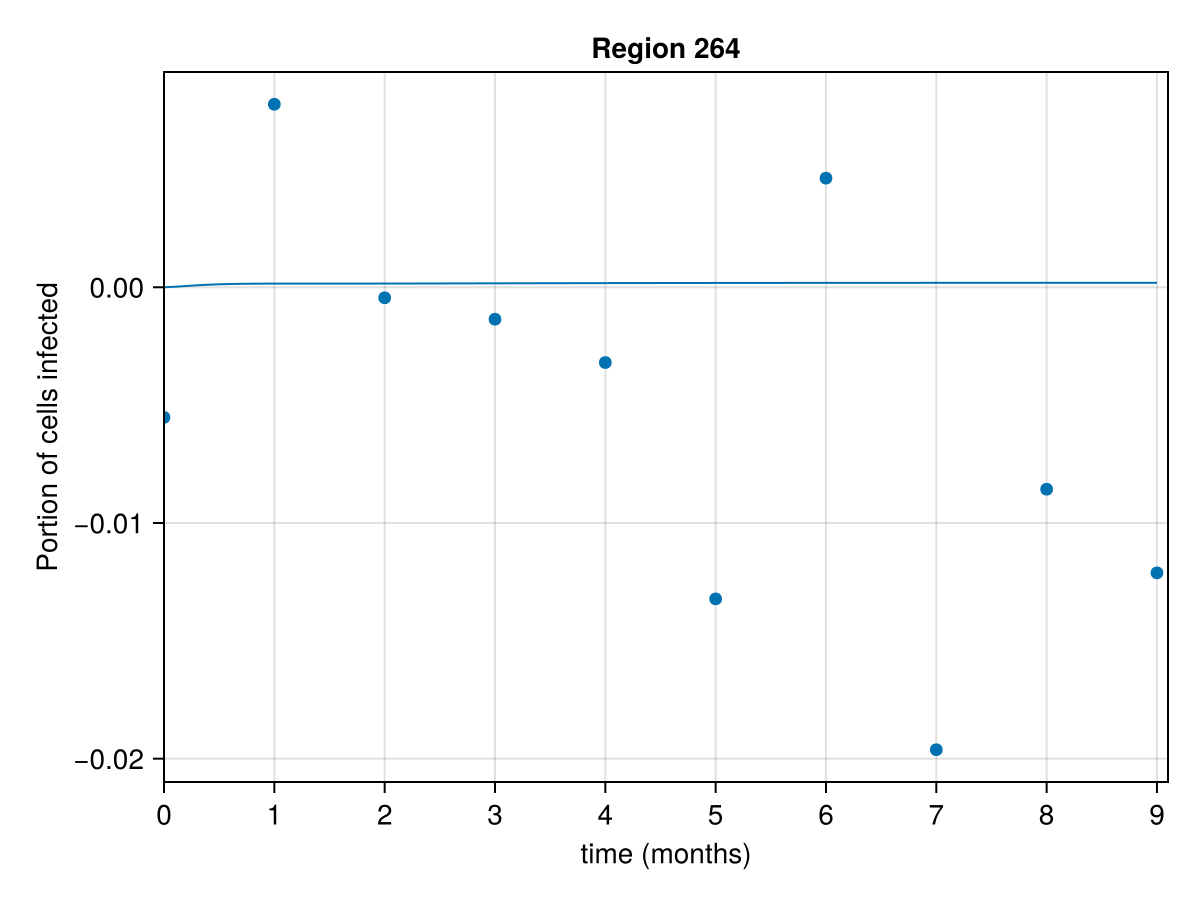 Region 264
Portion of cells infected
0.00
−0.01
−0.02
0 1 2 3 4 5 6 7 8 9
time (months)